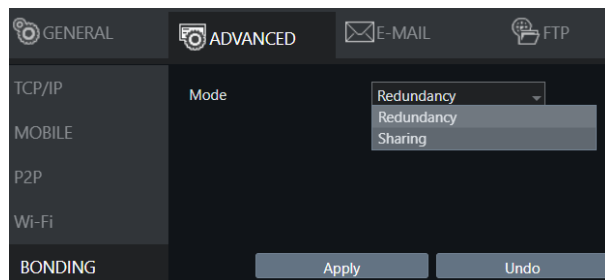 GENERAL ADVANCED E-MAIL FTP
TCP/IP
Mode Redundancy
Redundancy
Sharing
MOBILE
P2P
Wi-Fi
BONDING
Apply Undo